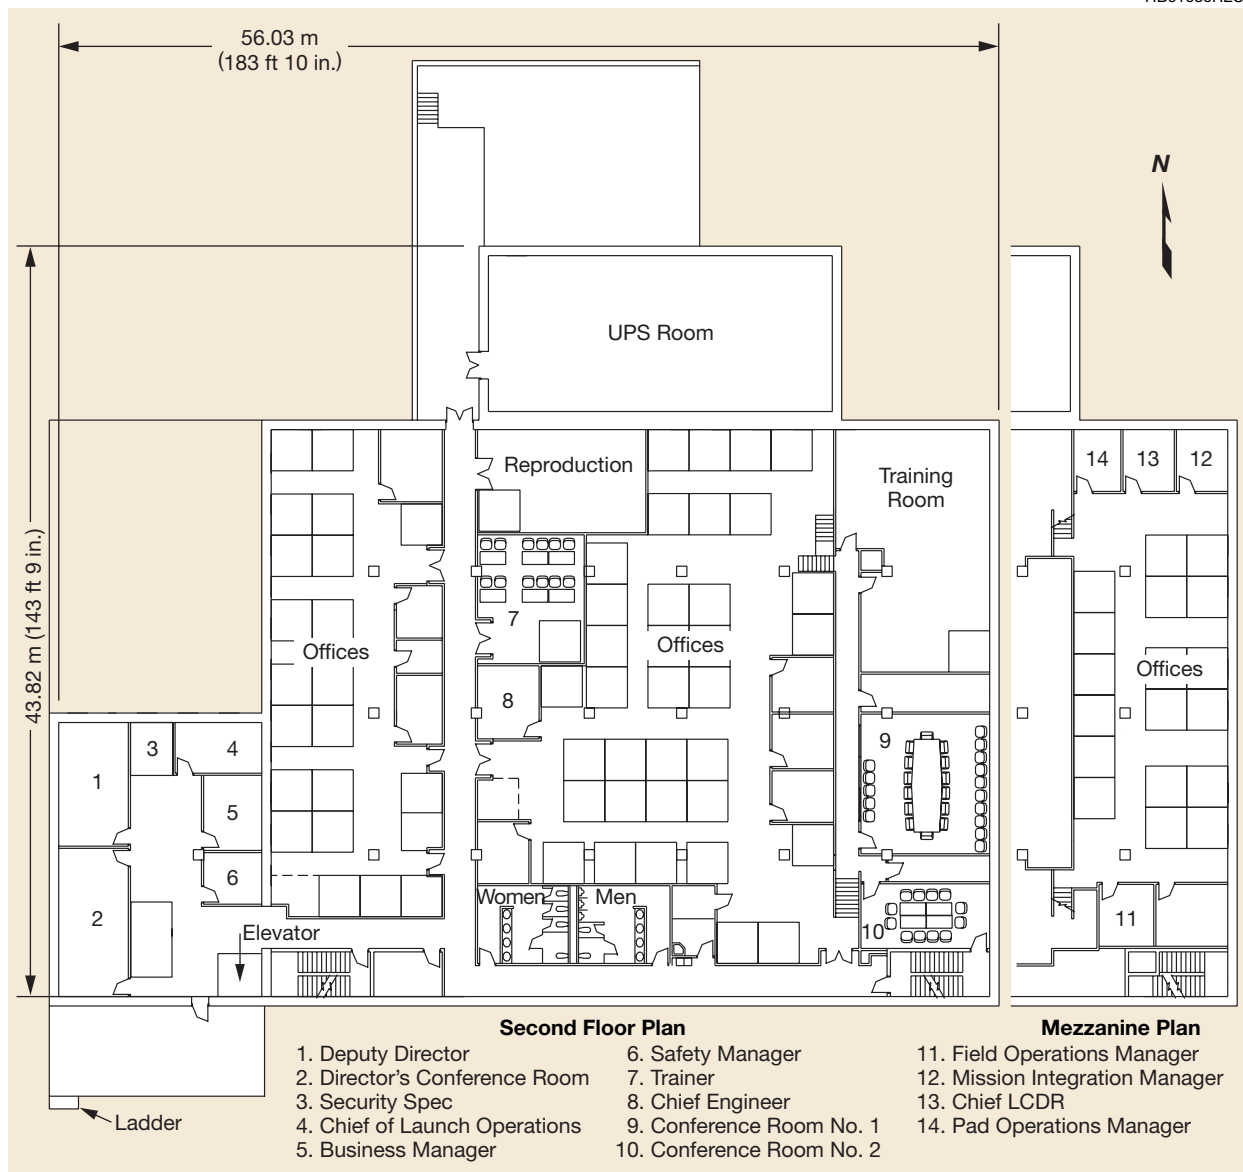 56.03 m
(183 ft 10 in.)
N
43.82 m (143 ft 9 in.)
UPS Room
Reproduction
Training
Room
14
13
12
7
Offices
Offices
Offices
8
9
3
4
1
5
6
2
Women
Men
11
10
Elevator
Second Floor Plan
Mezzanine Plan
1. Deputy Director
2. Director's Conference Room
3. Security Spec
4. Chief of Launch Operations
5. Business Manager
6. Safety Manager
7. Trainer
8. Chief Engineer
9. Conference Room No. 1
10. Conference Room No. 2
11. Field Operations Manager
12. Mission Integration Manager
13. Chief LCDR
14. Pad Operations Manager
Ladder